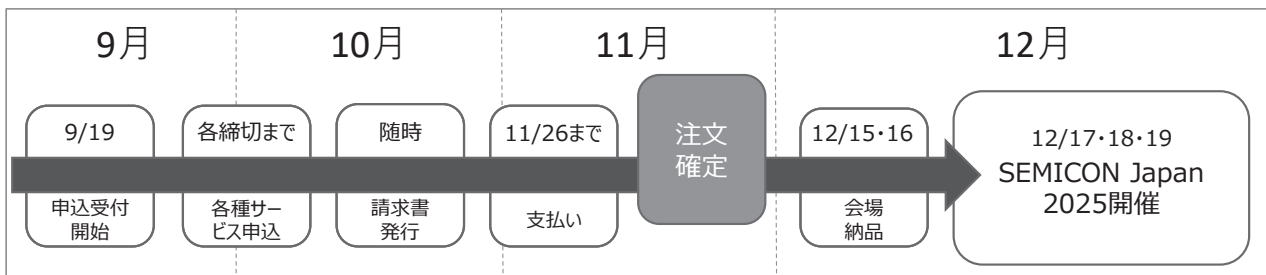 9月
10月
11月
12月
9/19
申込受付
開始
各締切まで
各種サー
ビス申込
随時
請求書
発行
11/26まで
支払い
注文
確定
12/15・16
会場
納品
12/17・18・19
SEMICON Japan
2025開催